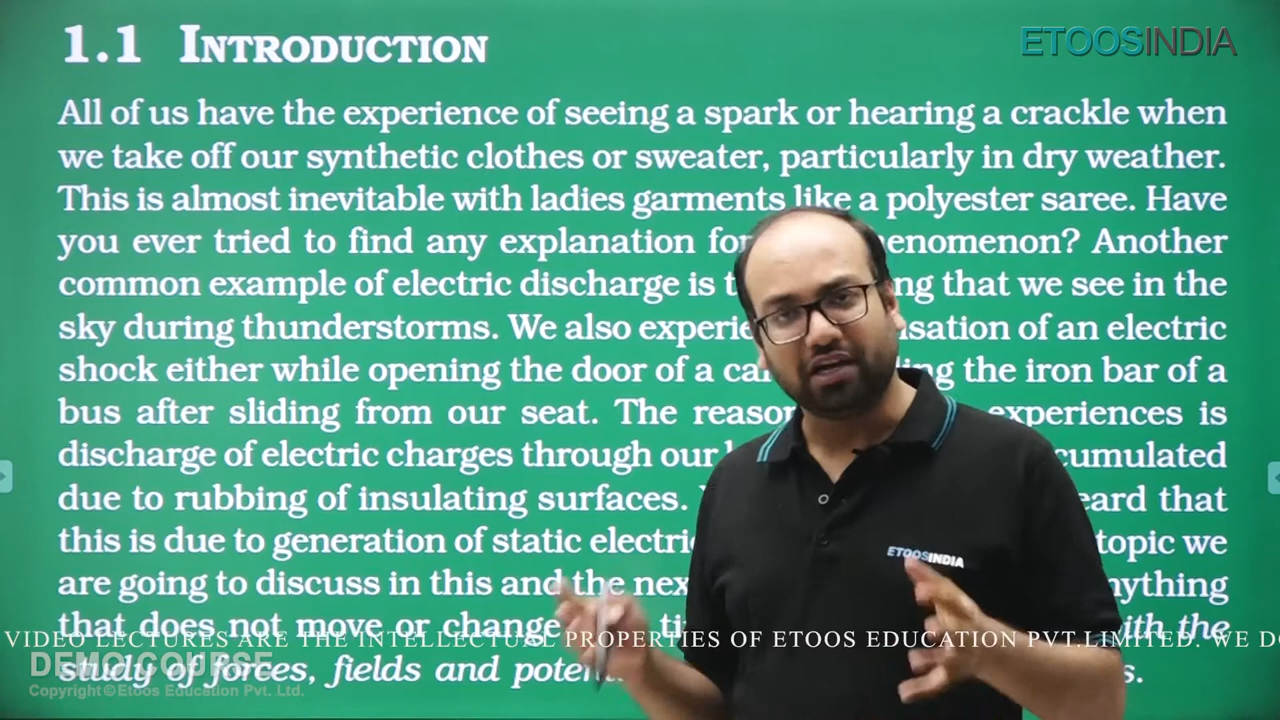 1.1 INTRODUCTION
ETOOSINDIA
All of us have the experience of seeing a spark or hearing a crackle when
we take off our synthetic clothes or sweater, particularly in dry weather.
This is almost inevitable with ladies garments like a polyester saree. Have
you ever tried to find any explanation for enomenon? Another
common example of electric discharge is t ng that we see in the
sky during thunderstorms. We also experie sation of an electric
shock either while opening the door of a car ing the iron bar of a
bus after sliding from our seat. The reason experiences is
discharge of electric charges through our cumulated
due to rubbing of insulating surfaces. eard that
this is due to generation of static electri topic we
are going to discuss in this and the nex nything
that does not move or change ti ith the
study of forces, fields and potent s.
ETOOSINDIA
VIDEO LECTURES ARE THE INTELLECTUAL PROPERTIES OF ETOOS EDUCATION PVT.LIMITED. WE DO
DEMO COURSE
Copyright © Etoos Education Pvt. Ltd.